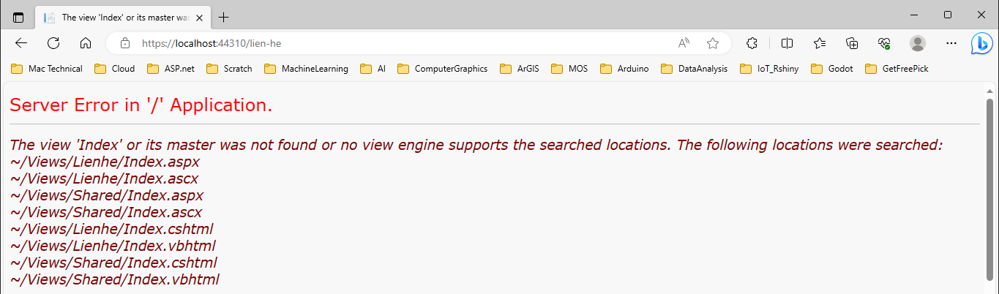 The view 'Index' or its master wa
https://localhost:44310/lien-he
Mac Technical Cloud ASP.net Scratch MachineLearning AI ComputerGraphics ArGIS MOS Arduino DataAnalysis IoT_Rshiny Godot GetFreePick
Server Error in '/' Application.
The view 'Index' or its master was not found or no view engine supports the searched locations. The following locations were searched:
~/Views/Lienhe/Index.aspx
~/Views/Lienhe/Index.ascx
~/Views/Shared/Index.aspx
~/Views/Shared/Index.ascx
~/Views/Lienhe/Index.cshtml
~/Views/Lienhe/Index.vbhtml
~/Views/Shared/Index.cshtml
~/Views/Shared/Index.vbhtml